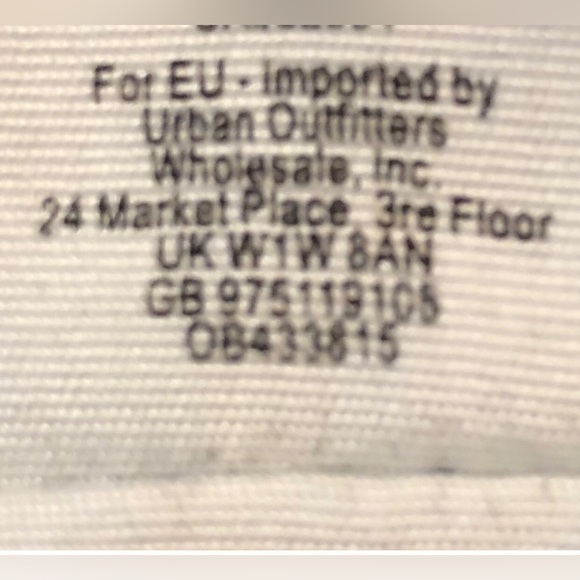 For EU - imported by
Urban Outfitters
Wholesale, Inc.
24 Market Place, 3re Floor
UK W1W 8AN
GB 975119105
OB433815